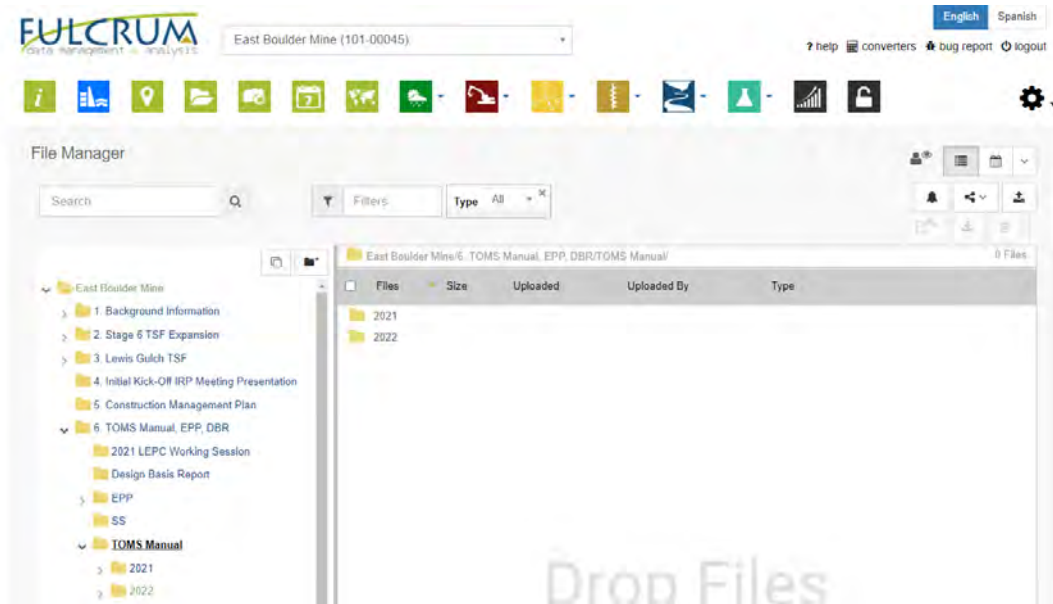 English Spanish
FULCRUM
data management & analysis
East Boulder Mine (101-00045)
? help converters bug report logout
i
7
File Manager
Search
Filters
Type All
East Boulder Mine/6. TOMS Manual, EPP, DBR/TOMS Manual/
0 Files
Files Size Uploaded Uploaded By Type
2021
2022
East Boulder Mine
1. Background Information
2. Stage 6 TSF Expansion
3. Lewis Gulch TSF
4. Initial Kick-Off IRP Meeting Presentation
5. Construction Management Plan
6. TOMS Manual, EPP, DBR
2021 LEPC Working Session
Design Basis Report
EPP
SS
TOMS Manual
2021
2022
Drop Files